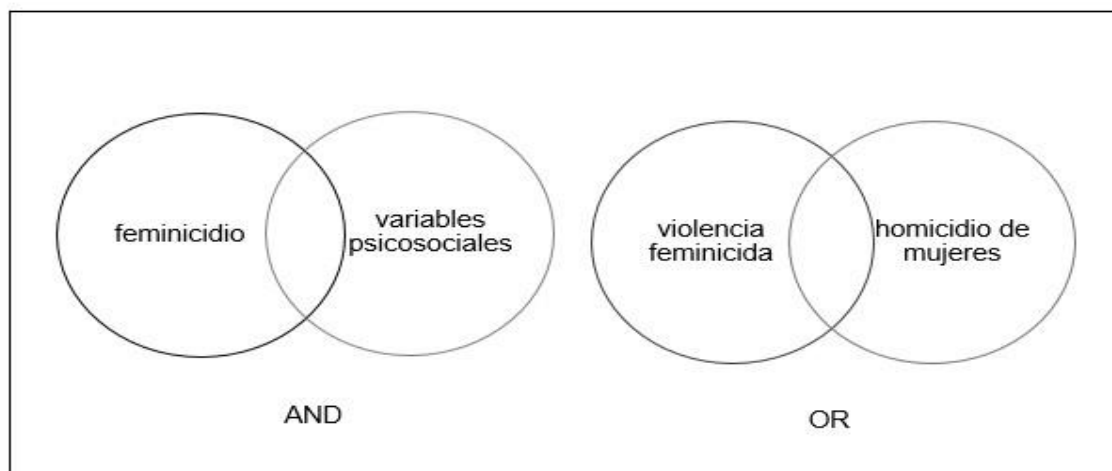 feminicidio
variables
psicosociales
violencia
feminicida
homicidio de
mujeres
AND
OR